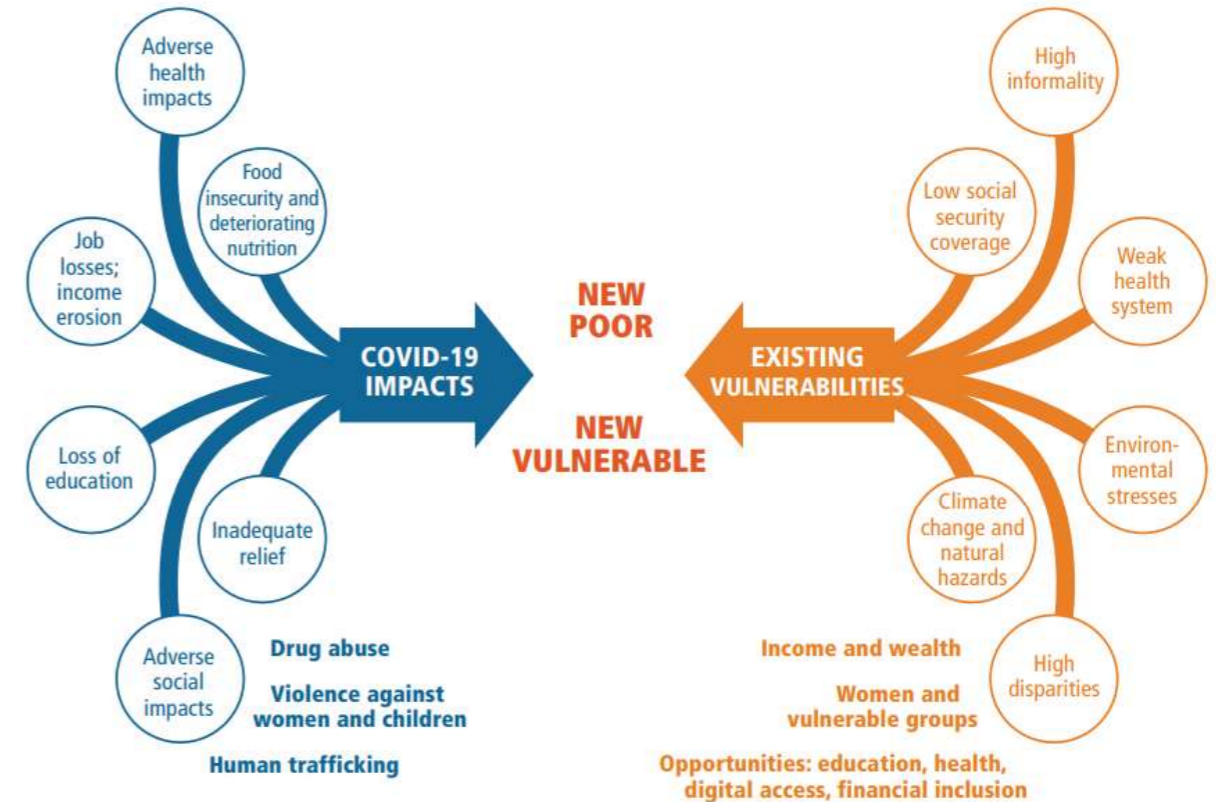 Adverse
health
impacts
Food
insecurity and
deteriorating
nutrition
Job
losses;
income
erosion
COVID-19
IMPACTS
Loss of
education
Inadequate
relief
Adverse
social
impacts
Drug abuse
Violence against
women and children
Human trafficking
NEW
POOR
NEW
VULNERABLE
High
informality
Low social
security
coverage
Weak
health
system
EXISTING
VULNERABILITIES
Environ-
mental
stresses
Climate
change and
natural
hazards
High
disparities
Income and wealth
Women and
vulnerable groups
Opportunities: education, health,
digital access, financial inclusion